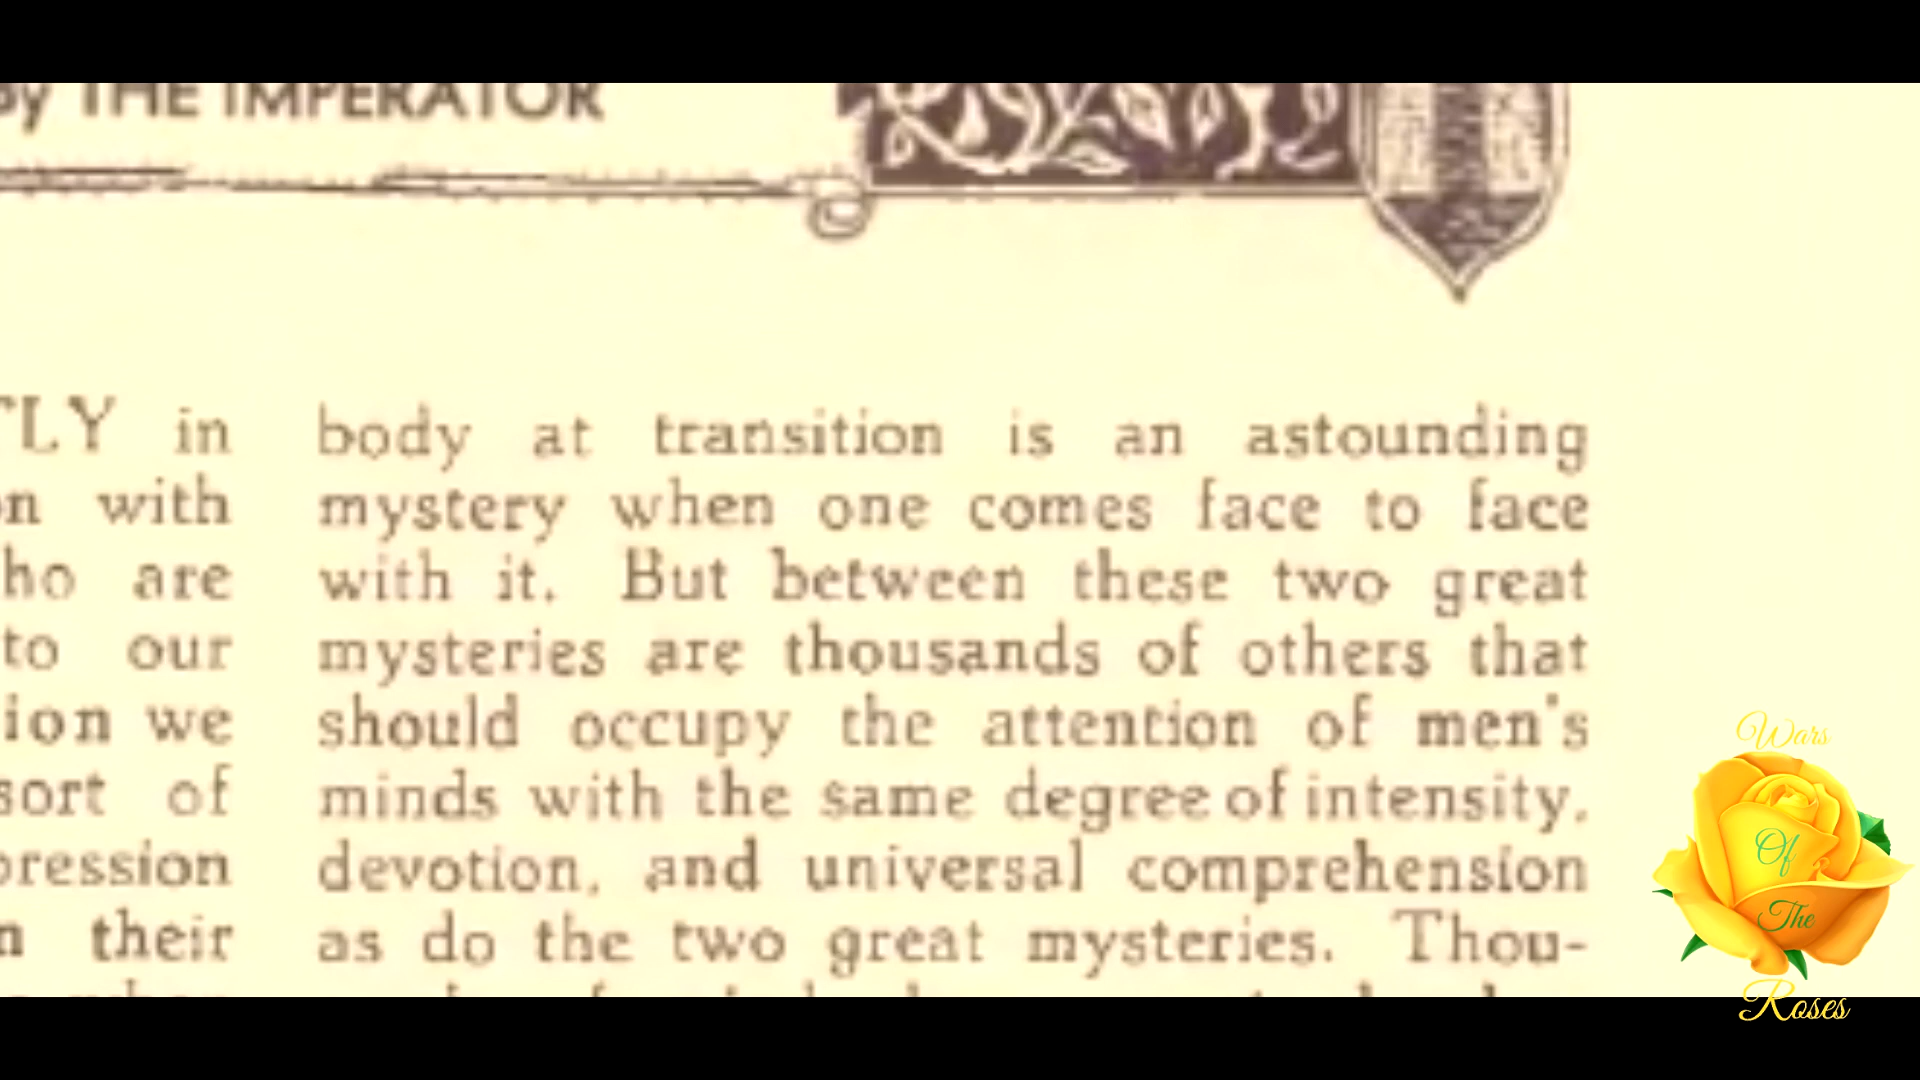 by THE IMPERATOR
TLY in
on with
ho are
to our
ion we
sort of
pression
n their
body at transition is an astounding
mystery when one comes face to face
with it. But between these two great
mysteries are thousands of others that
should occupy the attention of men's
minds with the same degree of intensity,
devotion, and universal comprehension
as do the two great mysteries. Thou-
Wars
Of
The
Roses